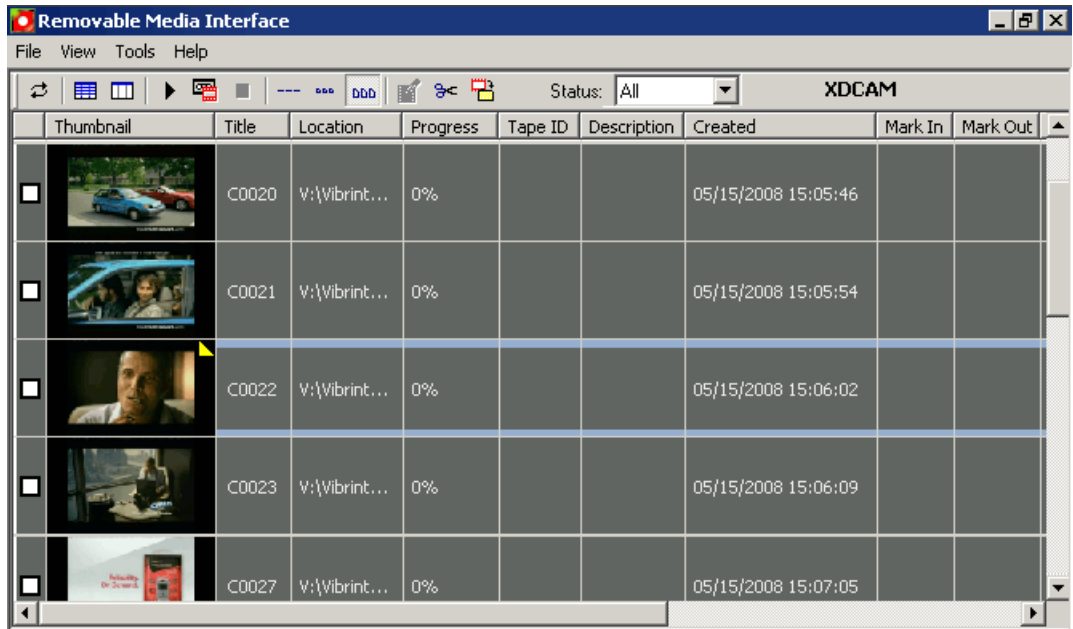 Removable Media Interface
File View Tools Help
Status: All XDCAM
Thumbnail Title Location Progress Tape ID Description Created Mark In Mark Out
C0020 V:\Vibrint... 0% 05/15/2008 15:05:46
C0021 V:\Vibrint... 0% 05/15/2008 15:05:54
C0022 V:\Vibrint... 0% 05/15/2008 15:06:02
C0023 V:\Vibrint... 0% 05/15/2008 15:06:09
Reliability.
On Demand.
C0027 V:\Vibrint... 0% 05/15/2008 15:07:05